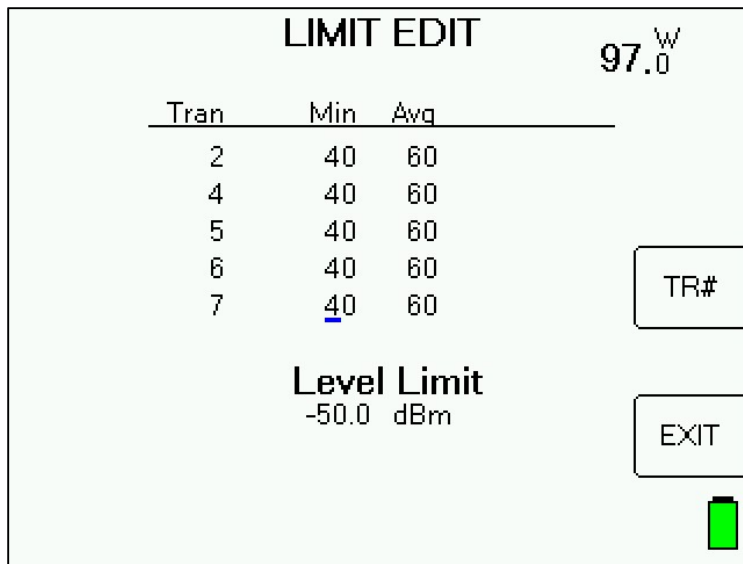 LIMIT EDIT
97.0 W
Tran Min Avg
2 40 60
4 40 60
5 40 60
6 40 60
7 40 60
TR#
Level Limit
-50.0 dBm
EXIT